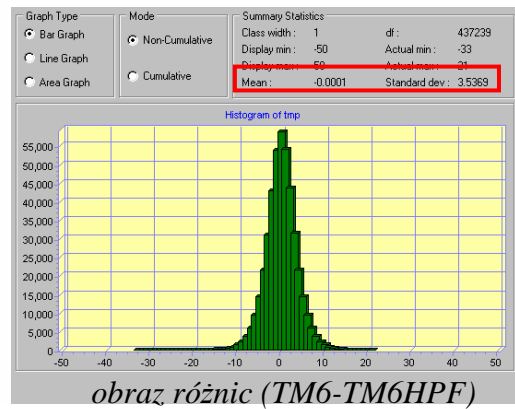 Graph Type
Bar Graph
Line Graph
Area Graph
Mode
Non-Cumulative
Cumulative
Summary Statistics
Class width : 1 df : 437239
Display min : -50 Actual min : -33
Display max : 50 Actual max : 21
Mean : -0.0001 Standard dev : 3.5369
Histogram of tmp
55,000
50,000
45,000
40,000
35,000
30,000
25,000
20,000
15,000
10,000
5,000
0
-50 -40 -30 -20 -10 0 10 20 30 40 50
obraz różnic (TM6-TM6HPF)